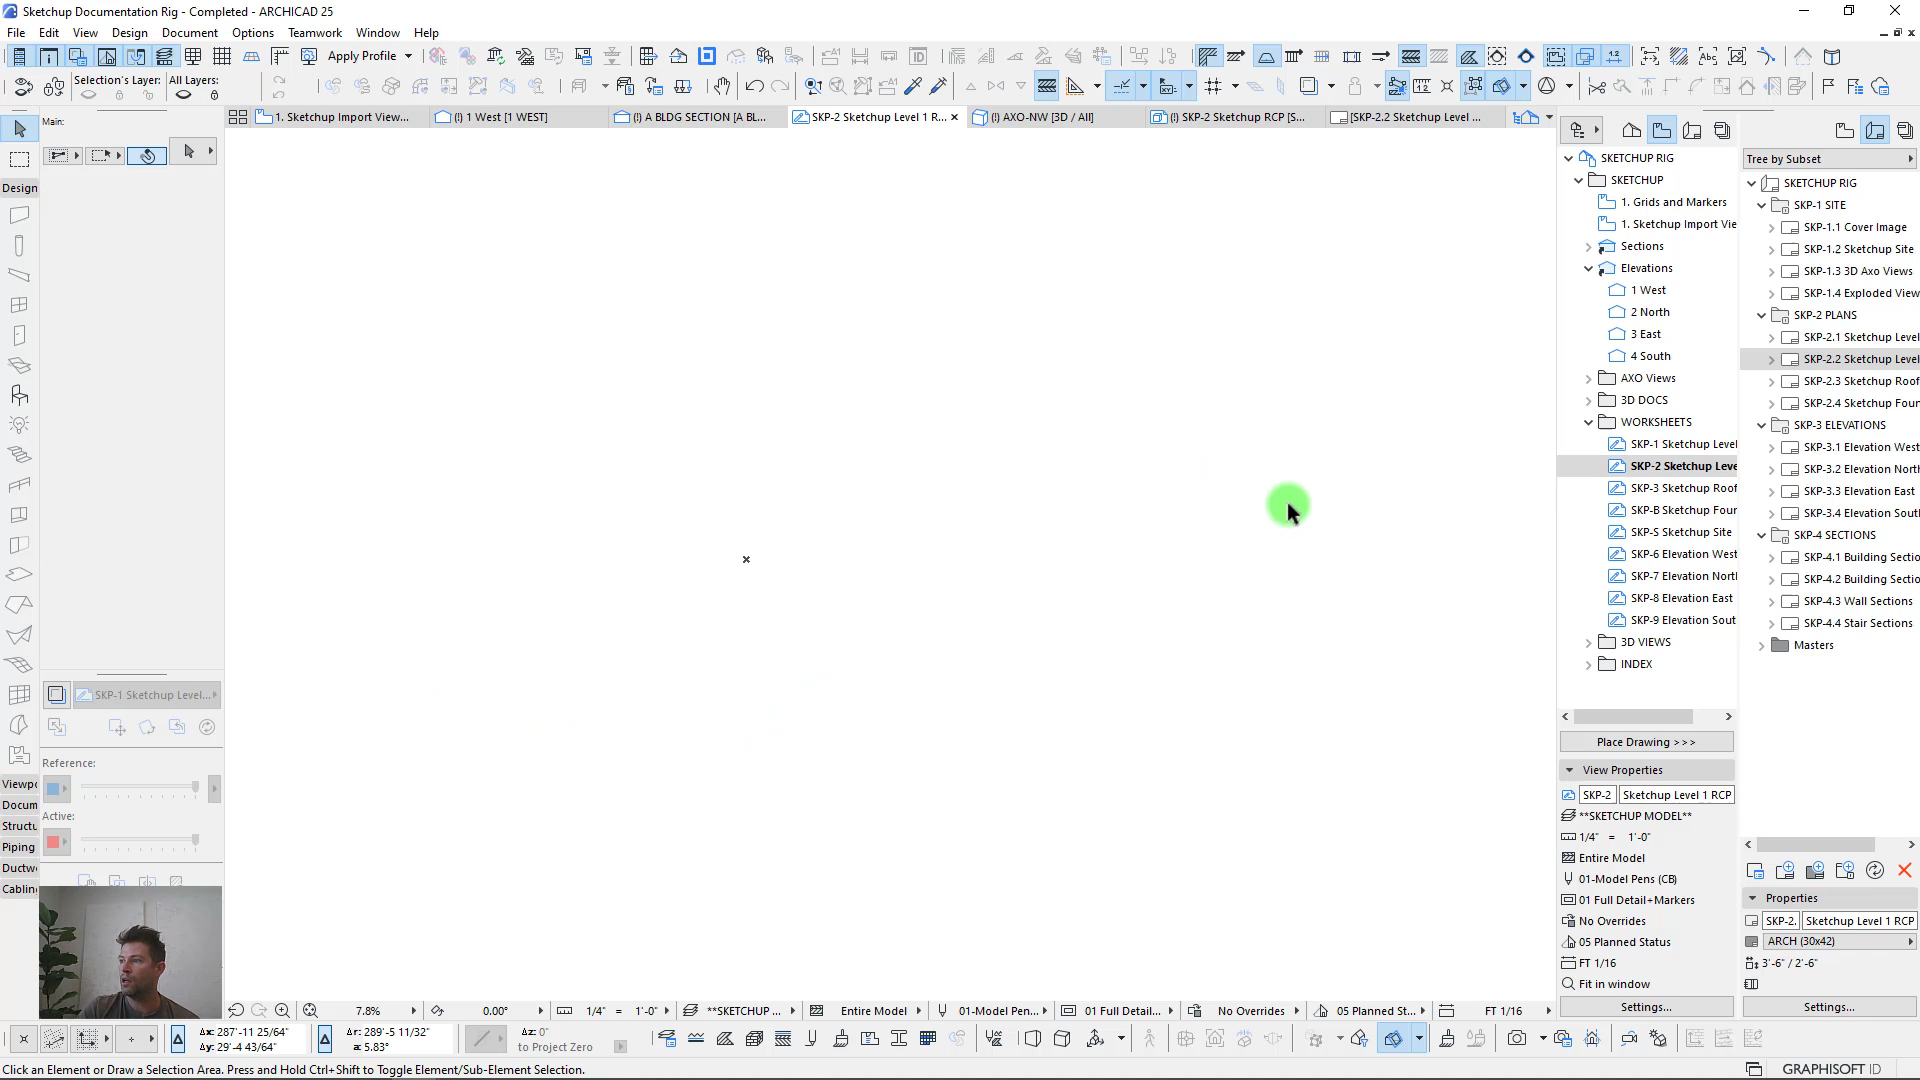 Sketchup Documentation Rig - Completed - ARCHICAD 25
File Edit View Design Document Options Teamwork Window Help
Apply Profile
Selection's Layer: All Layers:
1. Sketchup Import View...
(!) 1 West [1 WEST]
(!) A BLDG SECTION [A BL...
SKP-2 Sketchup Level 1 R...
(!) AXO-NW [3D / All]
(!) SKP-2 Sketchup RCP [S...
[SKP-2.2 Sketchup Level ...
Main:
Design
Viewpo
Docum
Structu
Piping
Ductwo
Cabling
SKP-1 Sketchup Level...
Reference:
Active:
SKETCHUP RIG
SKETCHUP
1. Grids and Markers
1. Sketchup Import Vie
Sections
Elevations
1 West
2 North
3 East
4 South
AXO Views
3D DOCS
WORKSHEETS
SKP-1 Sketchup Level
SKP-2 Sketchup Leve
SKP-3 Sketchup Roof
SKP-B Sketchup Four
SKP-S Sketchup Site
SKP-6 Elevation West
SKP-7 Elevation North
SKP-8 Elevation East
SKP-9 Elevation Sout
3D VIEWS
INDEX
Place Drawing >>>
View Properties
SKP-2 Sketchup Level 1 RCP
**SKETCHUP MODEL**
1/4" = 1'-0"
Entire Model
01-Model Pens (CB)
01 Full Detail+Markers
No Overrides
05 Planned Status
FT 1/16
Fit in window
Settings...
Tree by Subset
SKETCHUP RIG
SKP-1 SITE
SKP-1.1 Cover Image
SKP-1.2 Sketchup Site
SKP-1.3 3D Axo Views
SKP-1.4 Exploded View
SKP-2 PLANS
SKP-2.1 Sketchup Level
SKP-2.2 Sketchup Level
SKP-2.3 Sketchup Roof
SKP-2.4 Sketchup Foun
SKP-3 ELEVATIONS
SKP-3.1 Elevation West
SKP-3.2 Elevation North
SKP-3.3 Elevation East
SKP-3.4 Elevation South
SKP-4 SECTIONS
SKP-4.1 Building Sectio
SKP-4.2 Building Sectio
SKP-4.3 Wall Sections
SKP-4.4 Stair Sections
Masters
Properties
SKP-2. Sketchup Level 1 RCP
ARCH (30x42)
3'-6" / 2'-6"
Settings...
7.8% 0.00° 1/4" = 1'-0" **SKETCHUP ... Entire Model 01-Model Pen... 01 Full Detail... No Overrides 05 Planned St... FT 1/16
Δx: 287'-11 25/64" Δr: 289'-5 11/32" Δz: 0"
Δy: 29'-4 43/64" a: 5.83° to Project Zero
Click an Element or Draw a Selection Area. Press and Hold Ctrl+Shift to Toggle Element/Sub-Element Selection.
GRAPHISOFT ID